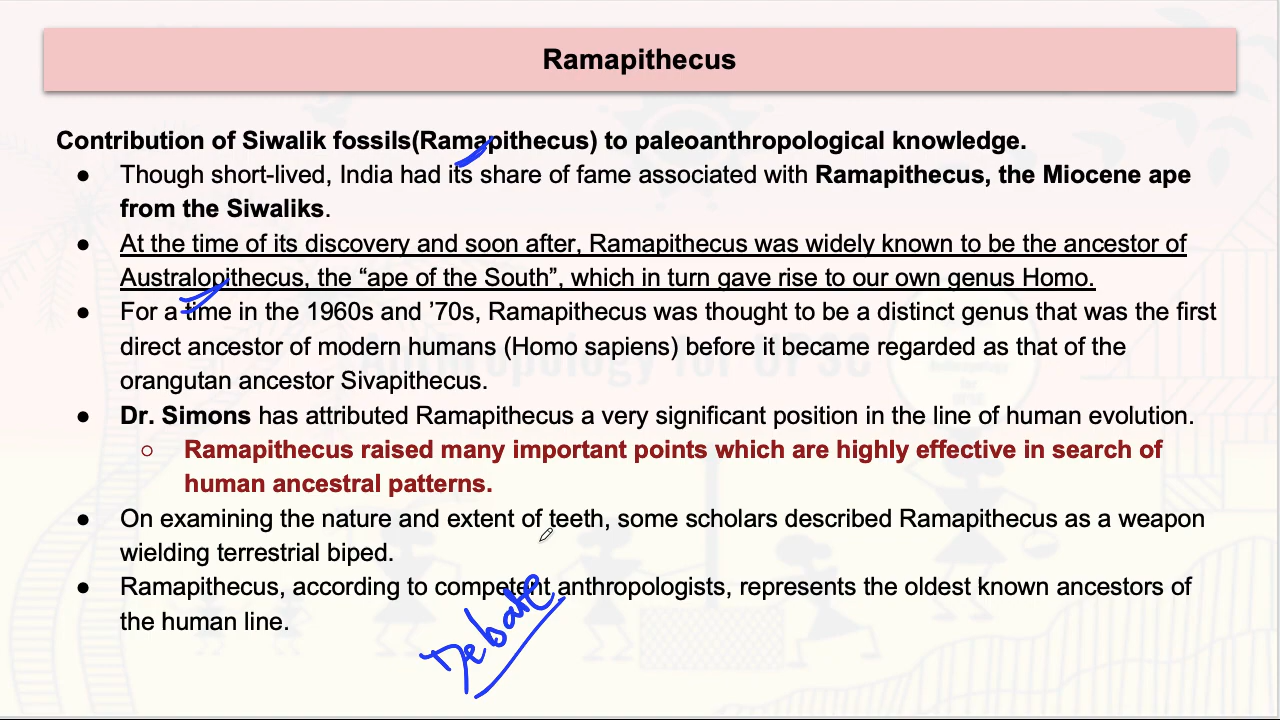 Ramapithecus
Contribution of Siwalik fossils(Ramapithecus) to paleoanthropological knowledge.
● Though short-lived, India had its share of fame associated with Ramapithecus, the Miocene ape
from the Siwaliks.
● At the time of its discovery and soon after, Ramapithecus was widely known to be the ancestor of
Australopithecus, the “ape of the South”, which in turn gave rise to our own genus Homo.
● For a time in the 1960s and ’70s, Ramapithecus was thought to be a distinct genus that was the first
direct ancestor of modern humans (Homo sapiens) before it became regarded as that of the
orangutan ancestor Sivapithecus.
● Dr. Simons has attributed Ramapithecus a very significant position in the line of human evolution.
○ Ramapithecus raised many important points which are highly effective in search of
human ancestral patterns.
● On examining the nature and extent of teeth, some scholars described Ramapithecus as a weapon
wielding terrestrial biped.
● Ramapithecus, according to competent anthropologists, represents the oldest known ancestors of
the human line.
Debate